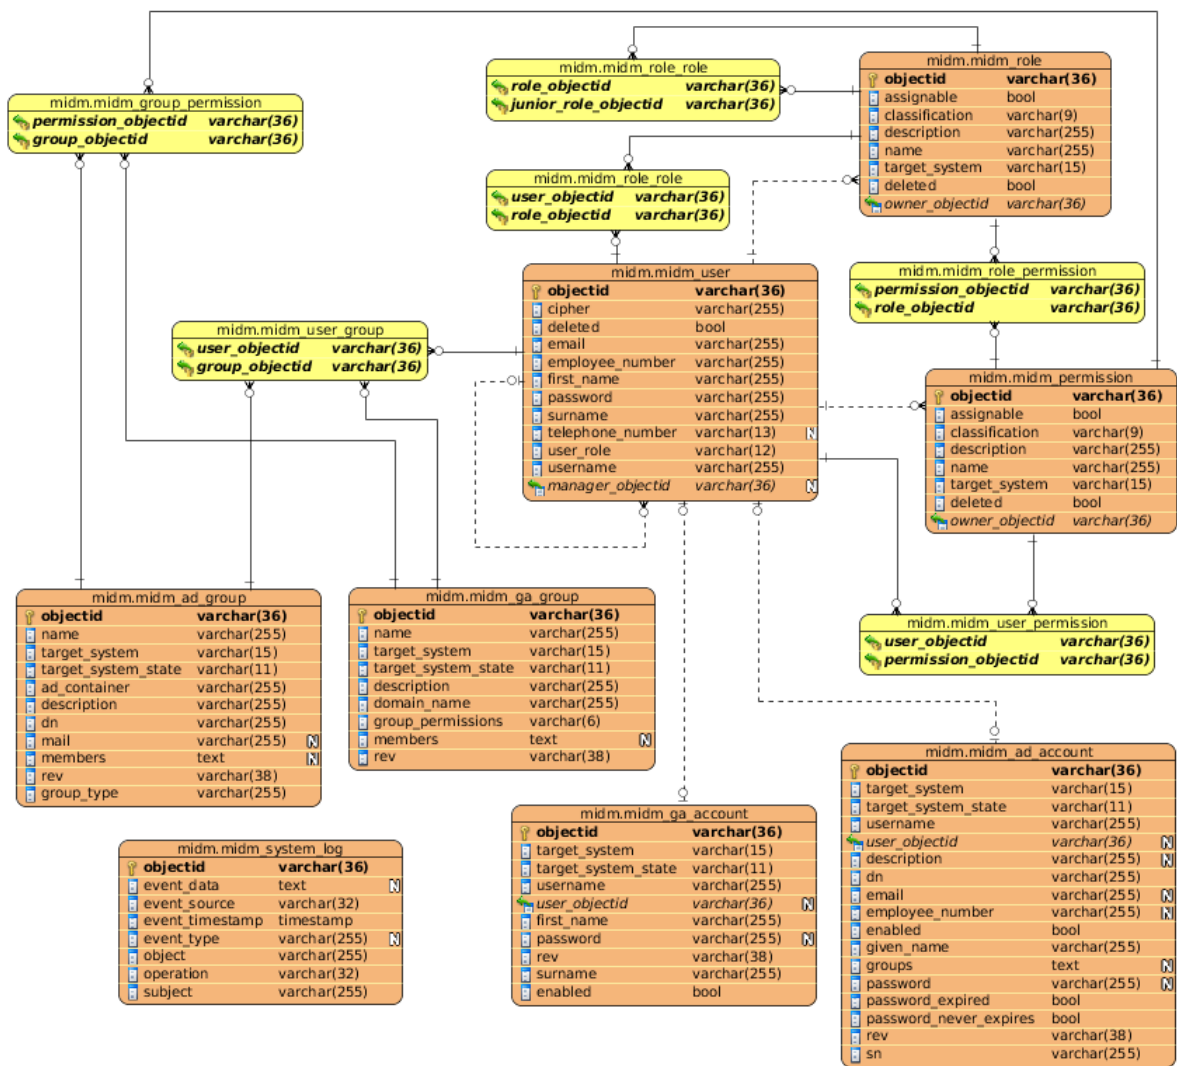 midm.midm_role_role
role_objectid varchar(36)
junior_role_objectid varchar(36)
midm.midm_role
objectid varchar(36)
assignable bool
classification varchar(9)
description varchar(255)
name varchar(255)
target_system varchar(15)
deleted bool
owner_objectid varchar(36)
midm.midm_group_permission
permission_objectid varchar(36)
group_objectid varchar(36)
midm.midm_role_role
user_objectid varchar(36)
role_objectid varchar(36)
midm.midm_user
objectid varchar(36)
cipher varchar(255)
deleted bool
email varchar(255)
employee_number varchar(255)
first_name varchar(255)
password varchar(255)
surname varchar(255)
telephone_number varchar(13) N
user_role varchar(12)
username varchar(255)
manager_objectid varchar(36) N
midm.midm_role_permission
permission_objectid varchar(36)
role_objectid varchar(36)
midm.midm_user_group
user_objectid varchar(36)
group_objectid varchar(36)
midm.midm_permission
objectid varchar(36)
assignable bool
classification varchar(9)
description varchar(255)
name varchar(255)
target_system varchar(15)
deleted bool
owner_objectid varchar(36)
midm.midm_ad_group
objectid varchar(36)
name varchar(255)
target_system varchar(15)
target_system_state varchar(11)
ad_container varchar(255)
description varchar(255)
dn varchar(255)
mail varchar(255) N
members text N
rev varchar(38)
group_type varchar(255)
midm.midm_ga_group
objectid varchar(36)
name varchar(255)
target_system varchar(15)
target_system_state varchar(11)
description varchar(255)
domain_name varchar(255)
group_permissions varchar(6)
members text N
rev varchar(38)
midm.midm_user_permission
user_objectid varchar(36)
permission_objectid varchar(36)
midm.midm_system_log
objectid varchar(36)
event_data text N
event_source varchar(32)
event_timestamp timestamp
event_type varchar(255) N
object varchar(255)
operation varchar(32)
subject varchar(255)
midm.midm_ga_account
objectid varchar(36)
target_system varchar(15)
target_system_state varchar(11)
username varchar(255)
user_objectid varchar(36) N
first_name varchar(255)
password varchar(255) N
rev varchar(38)
surname varchar(255)
enabled bool
midm.midm_ad_account
objectid varchar(36)
target_system varchar(15)
target_system_state varchar(11)
username varchar(255)
user_objectid varchar(36) N
description varchar(255) N
dn varchar(255)
email varchar(255) N
employee_number varchar(255) N
enabled bool
given_name varchar(255)
groups text N
password varchar(255) N
password_expired bool
password_never_expires bool
rev varchar(38)
sn varchar(255)